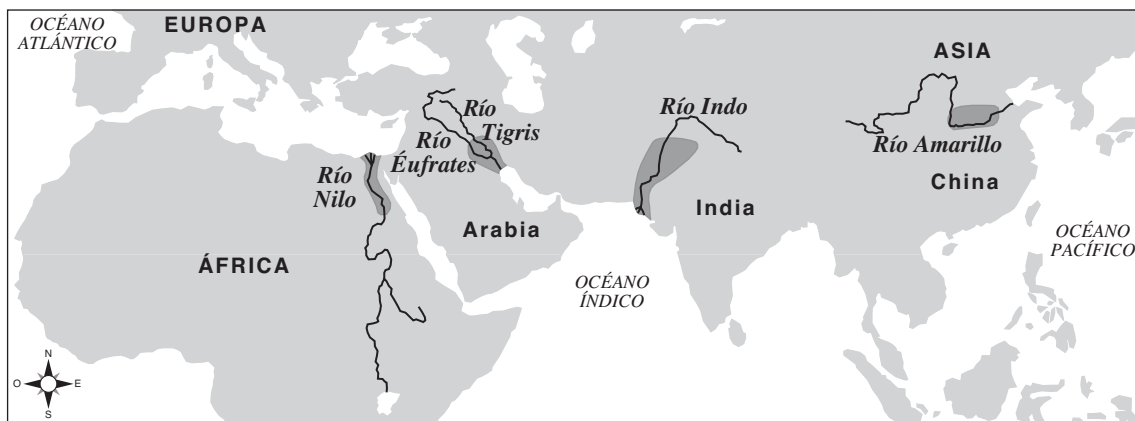 OCÉANO
ATLÁNTICO
EUROPA
ASIA
Río
Tigris
Río
Éufrates
Río Indo
Río Amarillo
Río
Nilo
China
India
Arabia
ÁFRICA
OCÉANO
ÍNDICO
OCÉANO
PACÍFICO
N
O
E
S